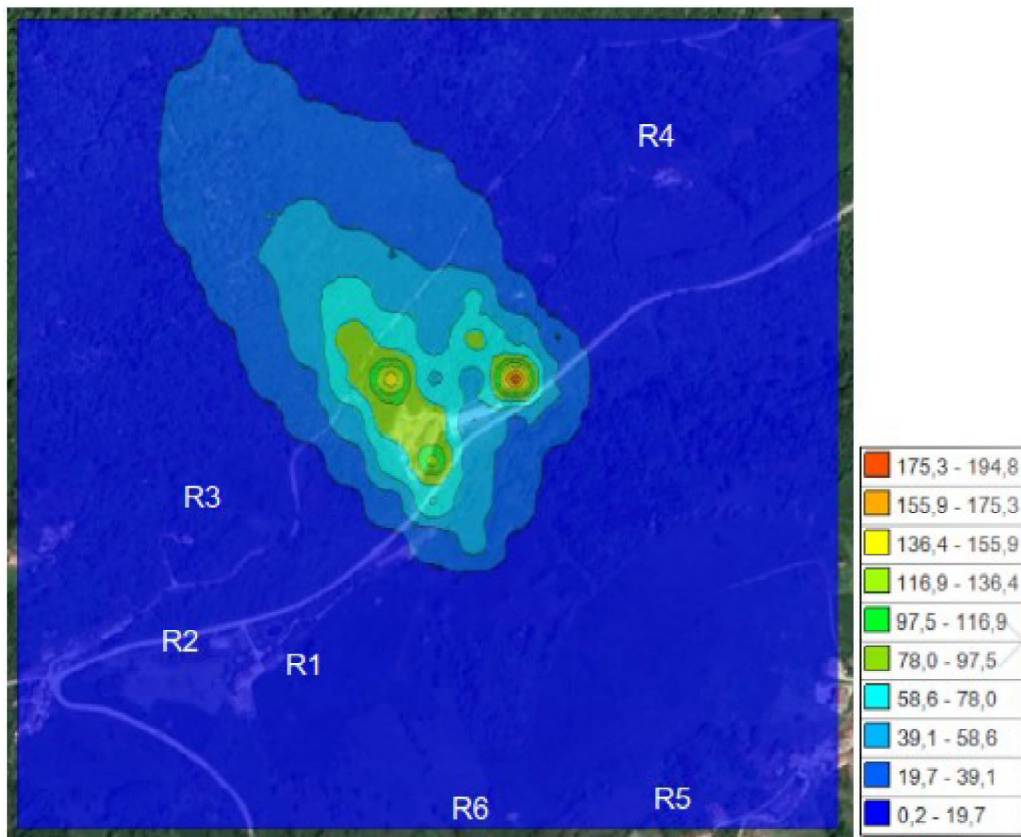 R4
R3
R2
R1
R6
R5
175,3 - 194,8
155,9 - 175,3
136,4 - 155,9
116,9 - 136,4
97,5 - 116,9
78,0 - 97,5
58,6 - 78,0
39,1 - 58,6
19,7 - 39,1
0,2 - 19,7